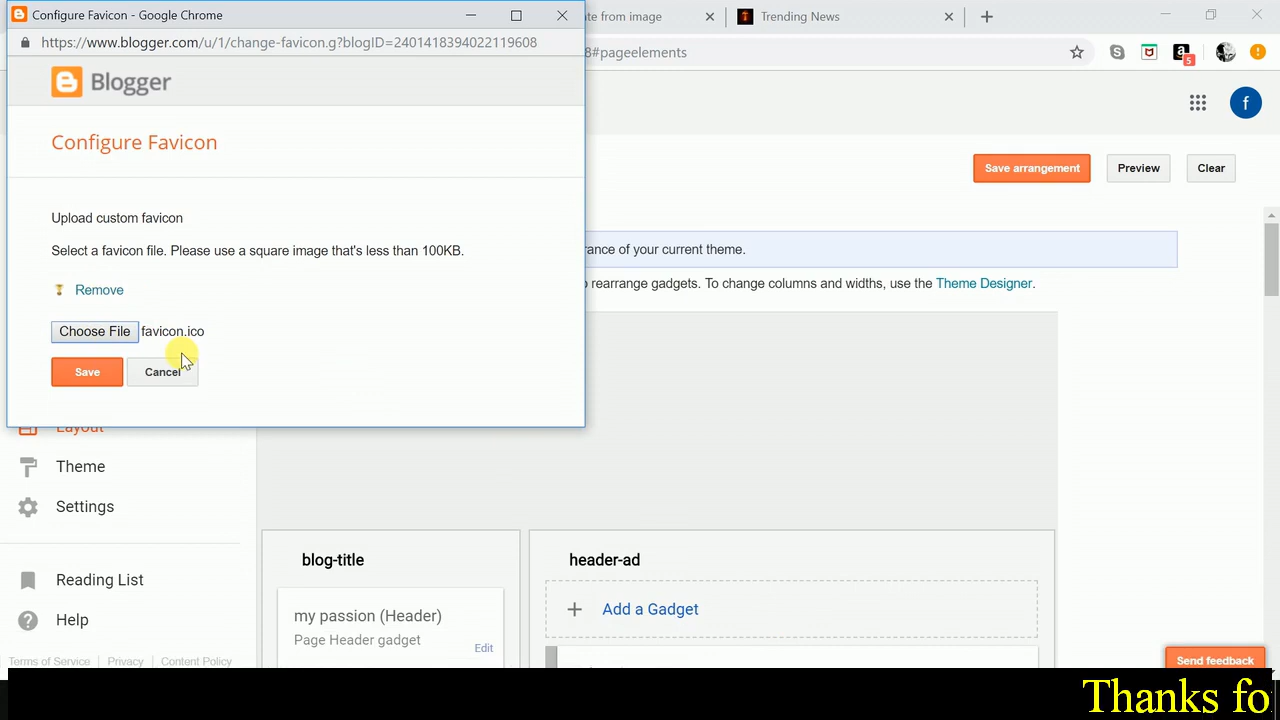 Configure Favicon - Google Chrome
ate from image
Trending News
https://www.blogger.com/u/1/change-favicon.g?blogID=2401418394022119608
8#pageelements
5
Blogger
f
Configure Favicon
Save arrangement
Preview
Clear
Upload custom favicon
Select a favicon file. Please use a square image that's less than 100KB.
rance of your current theme.
o rearrange gadgets. To change columns and widths, use the Theme Designer.
Remove
Choose File favicon.ico
Save
Cancel
Layout
Theme
Settings
blog-title
header-ad
Reading List
my passion (Header)
Page Header gadget
Edit
Add a Gadget
Help
Terms of Service | Privacy | Content Policy
Send feedback
Thanks fo